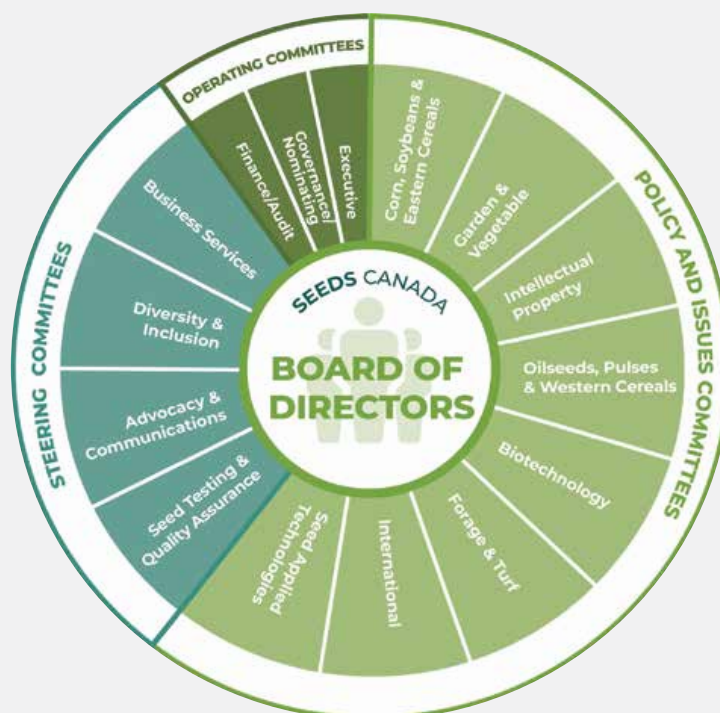 SEEDS CANADA
BOARD OF
DIRECTORS
OPERATING COMMITTEES
Finance/Audit
Governance/
Nominating
Executive
POLICY AND ISSUES COMMITTEES
Corn, Soybeans &
Eastern Cereals
Garden &
Vegetable
Intellectual
Property
Oilseeds, Pulses
& Western Cereals
Biotechnology
Forage & Turf
International
Seed Applied
Technologies
STEERING COMMITTEES
Seed Testing &
Quality Assurance
Advocacy &
Communications
Diversity &
Inclusion
Business Services